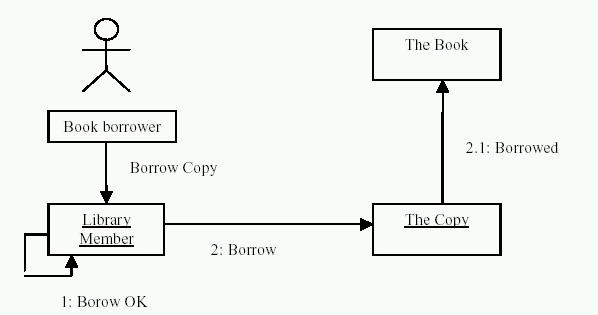 The Book
Book borrower
2.1: Borrowed
Borrow Copy
Library
Member
The Copy
2: Borrow
1: Borow OK